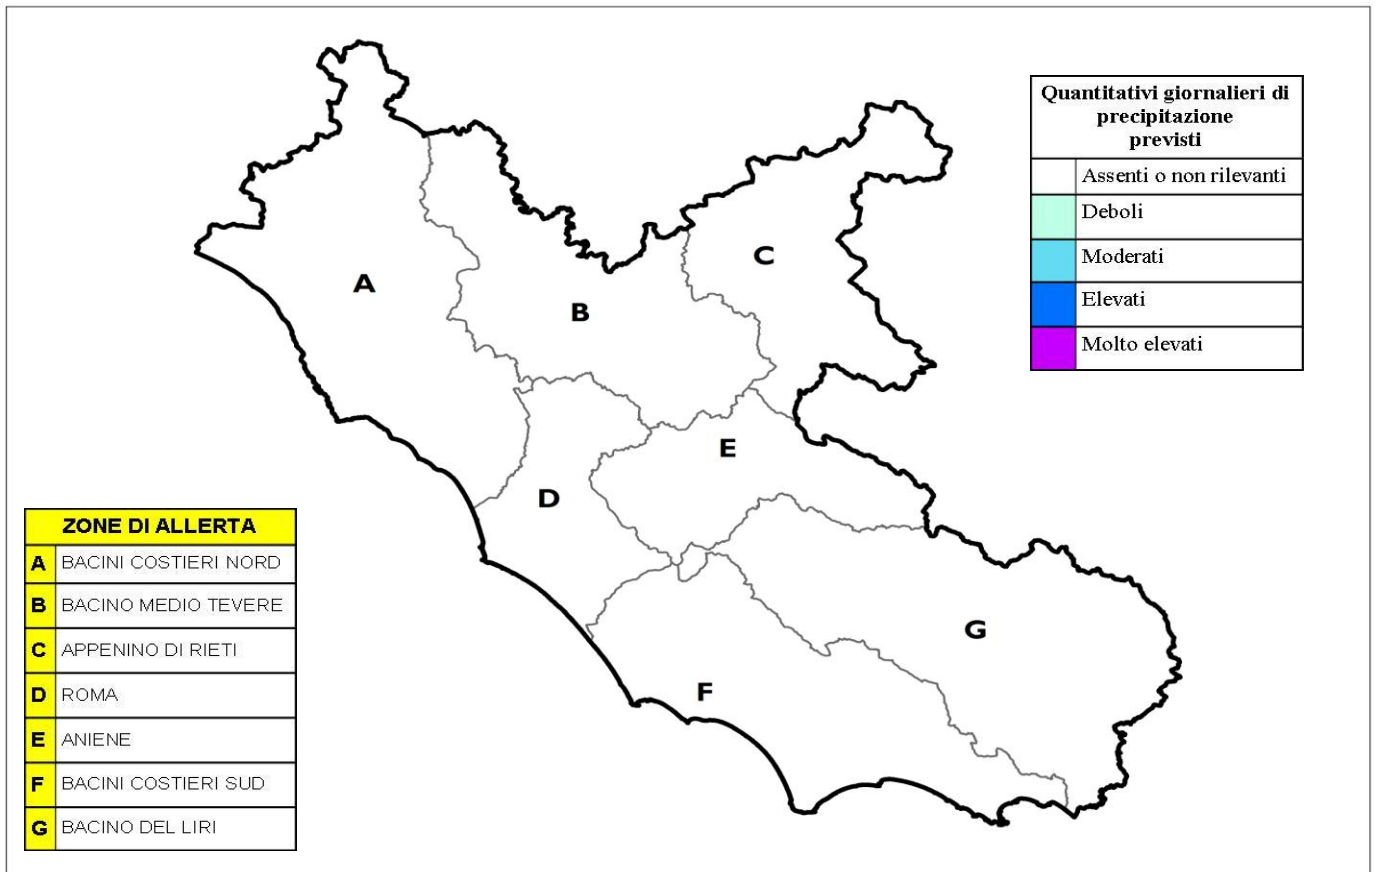 Quantitativi giornalieri di
precipitazione
previsti
Assenti o non rilevanti
Deboli
Moderati
Elevati
Molto elevati
A
B
C
D
E
F
G
ZONE DI ALLERTA
A BACINI COSTIERI NORD
B BACINO MEDIO TEVERE
C APPENINO DI RIETI
D ROMA
E ANIENE
F BACINI COSTIERI SUD
G BACINO DEL LIRI